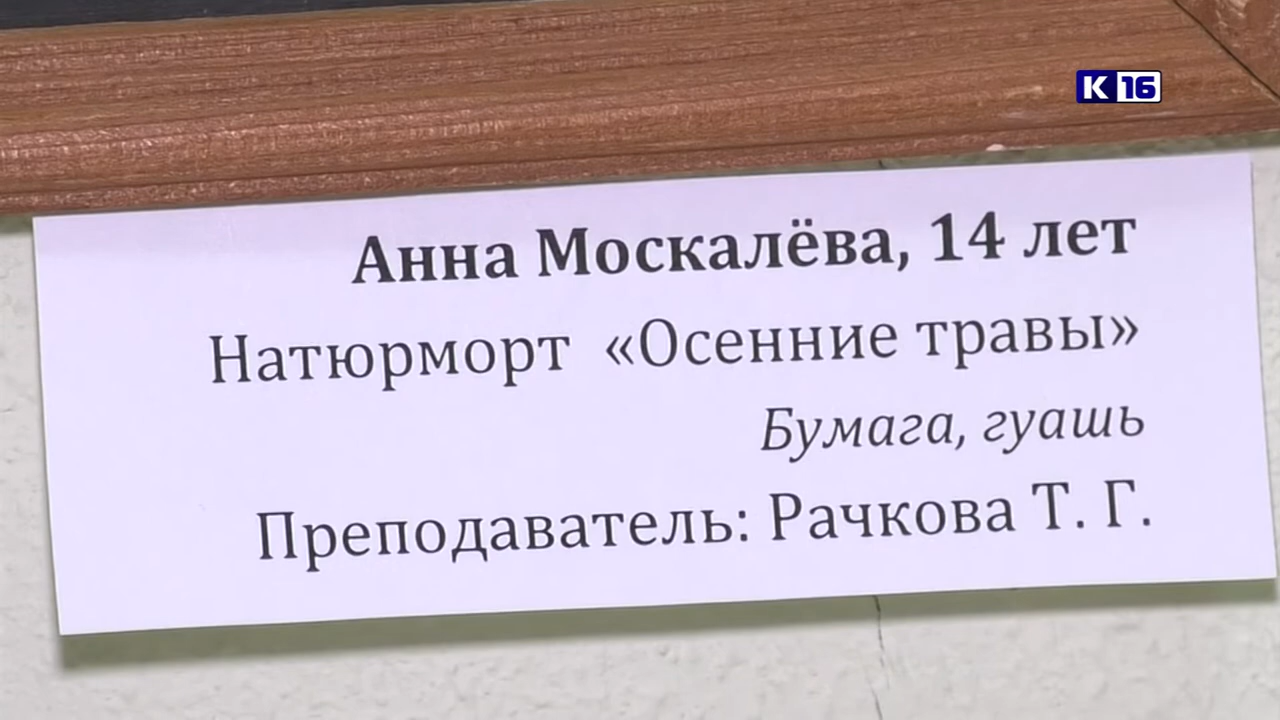 К 16
Анна Москалёва, 14 лет
Натюрморт «Осенние травы»
Бумага, гуашь
Преподаватель: Рачкова Т. Г.